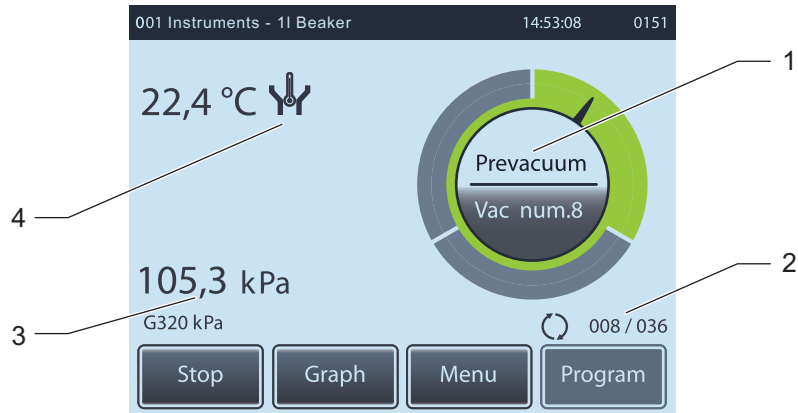 001 Instruments - 1l Beaker 14:53:08 0151
1
22,4 °C
Prevacuum
Vac num.8
4
2
105,3 kPa
3
G320 kPa
008 / 036
Stop Graph Menu Program